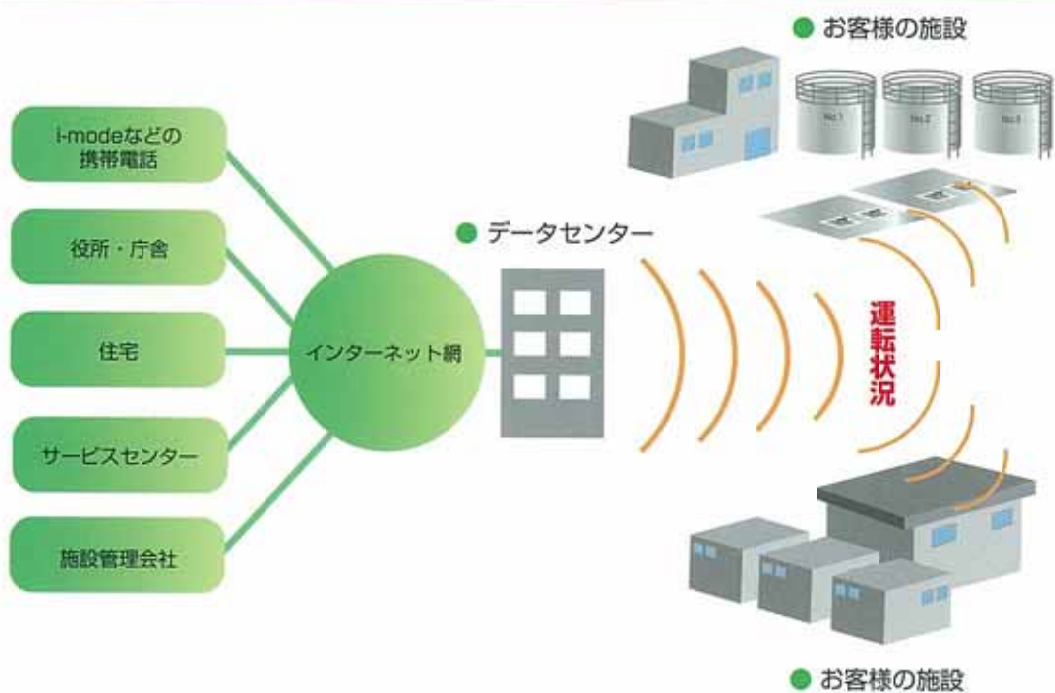 ● お客様の施設
i-modeなどの
携帯電話
No.1
No.2
No.3
役所・庁舎
● データセンター
住宅
インターネット網
運転状況
サービスセンター
施設管理会社
● お客様の施設